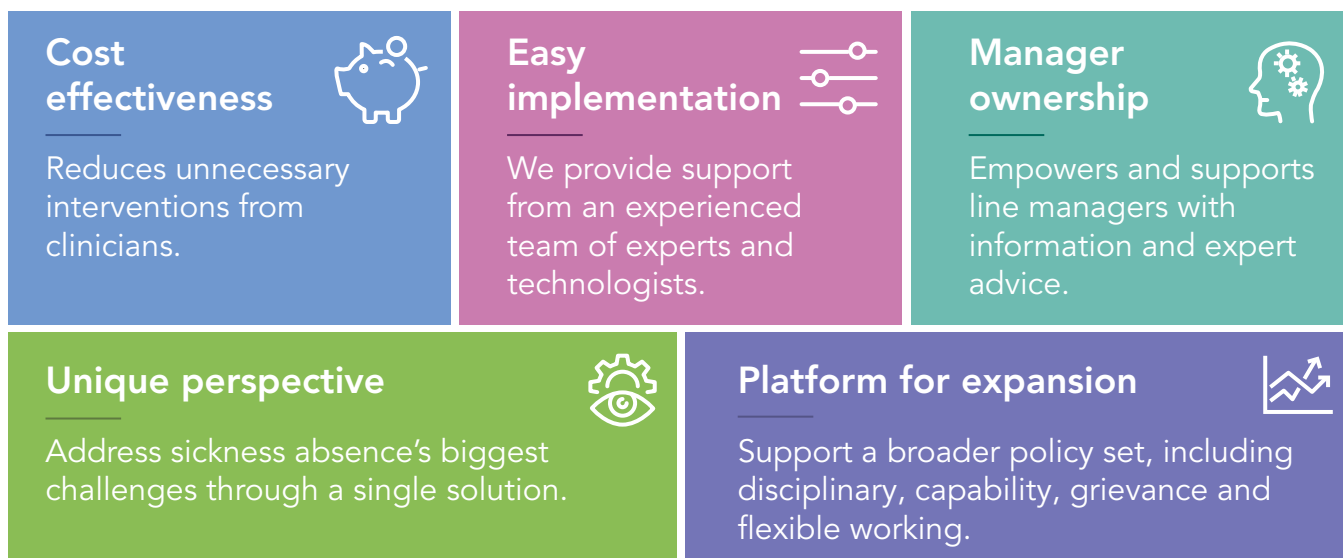 Cost
effectiveness
Reduces unnecessary
interventions from
clinicians.
Easy
implementation
We provide support
from an experienced
team of experts and
technologists.
Manager
ownership
Empowers and supports
line managers with
information and expert
advice.
Unique perspective
Address sickness absence’s biggest
challenges through a single solution.
Platform for expansion
Support a broader policy set, including
disciplinary, capability, grievance and
flexible working.